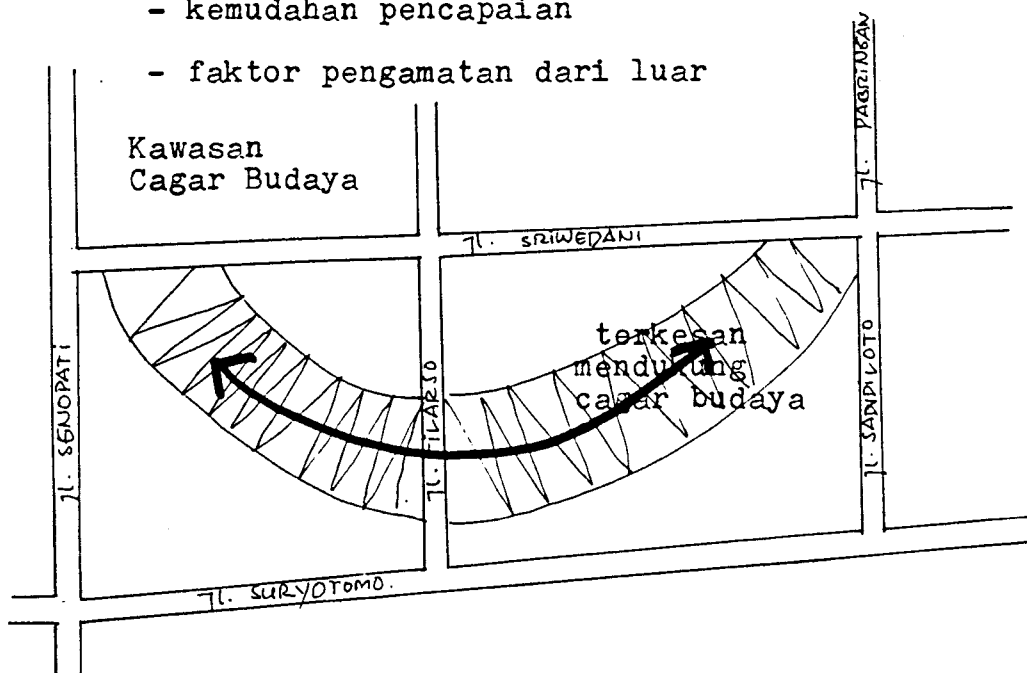 - kemudahan pencapaian
- faktor pengamatan dari luar
Kawasan
Cagar Budaya
Jl. PABRINGAN
Jl. SRIWEDANI
terkesan
mendukung
cagar budaya
Jl. SENOPATI
Jl. TILARSO
Jl. SANDILOTO
Jl. SURYOTOMO.